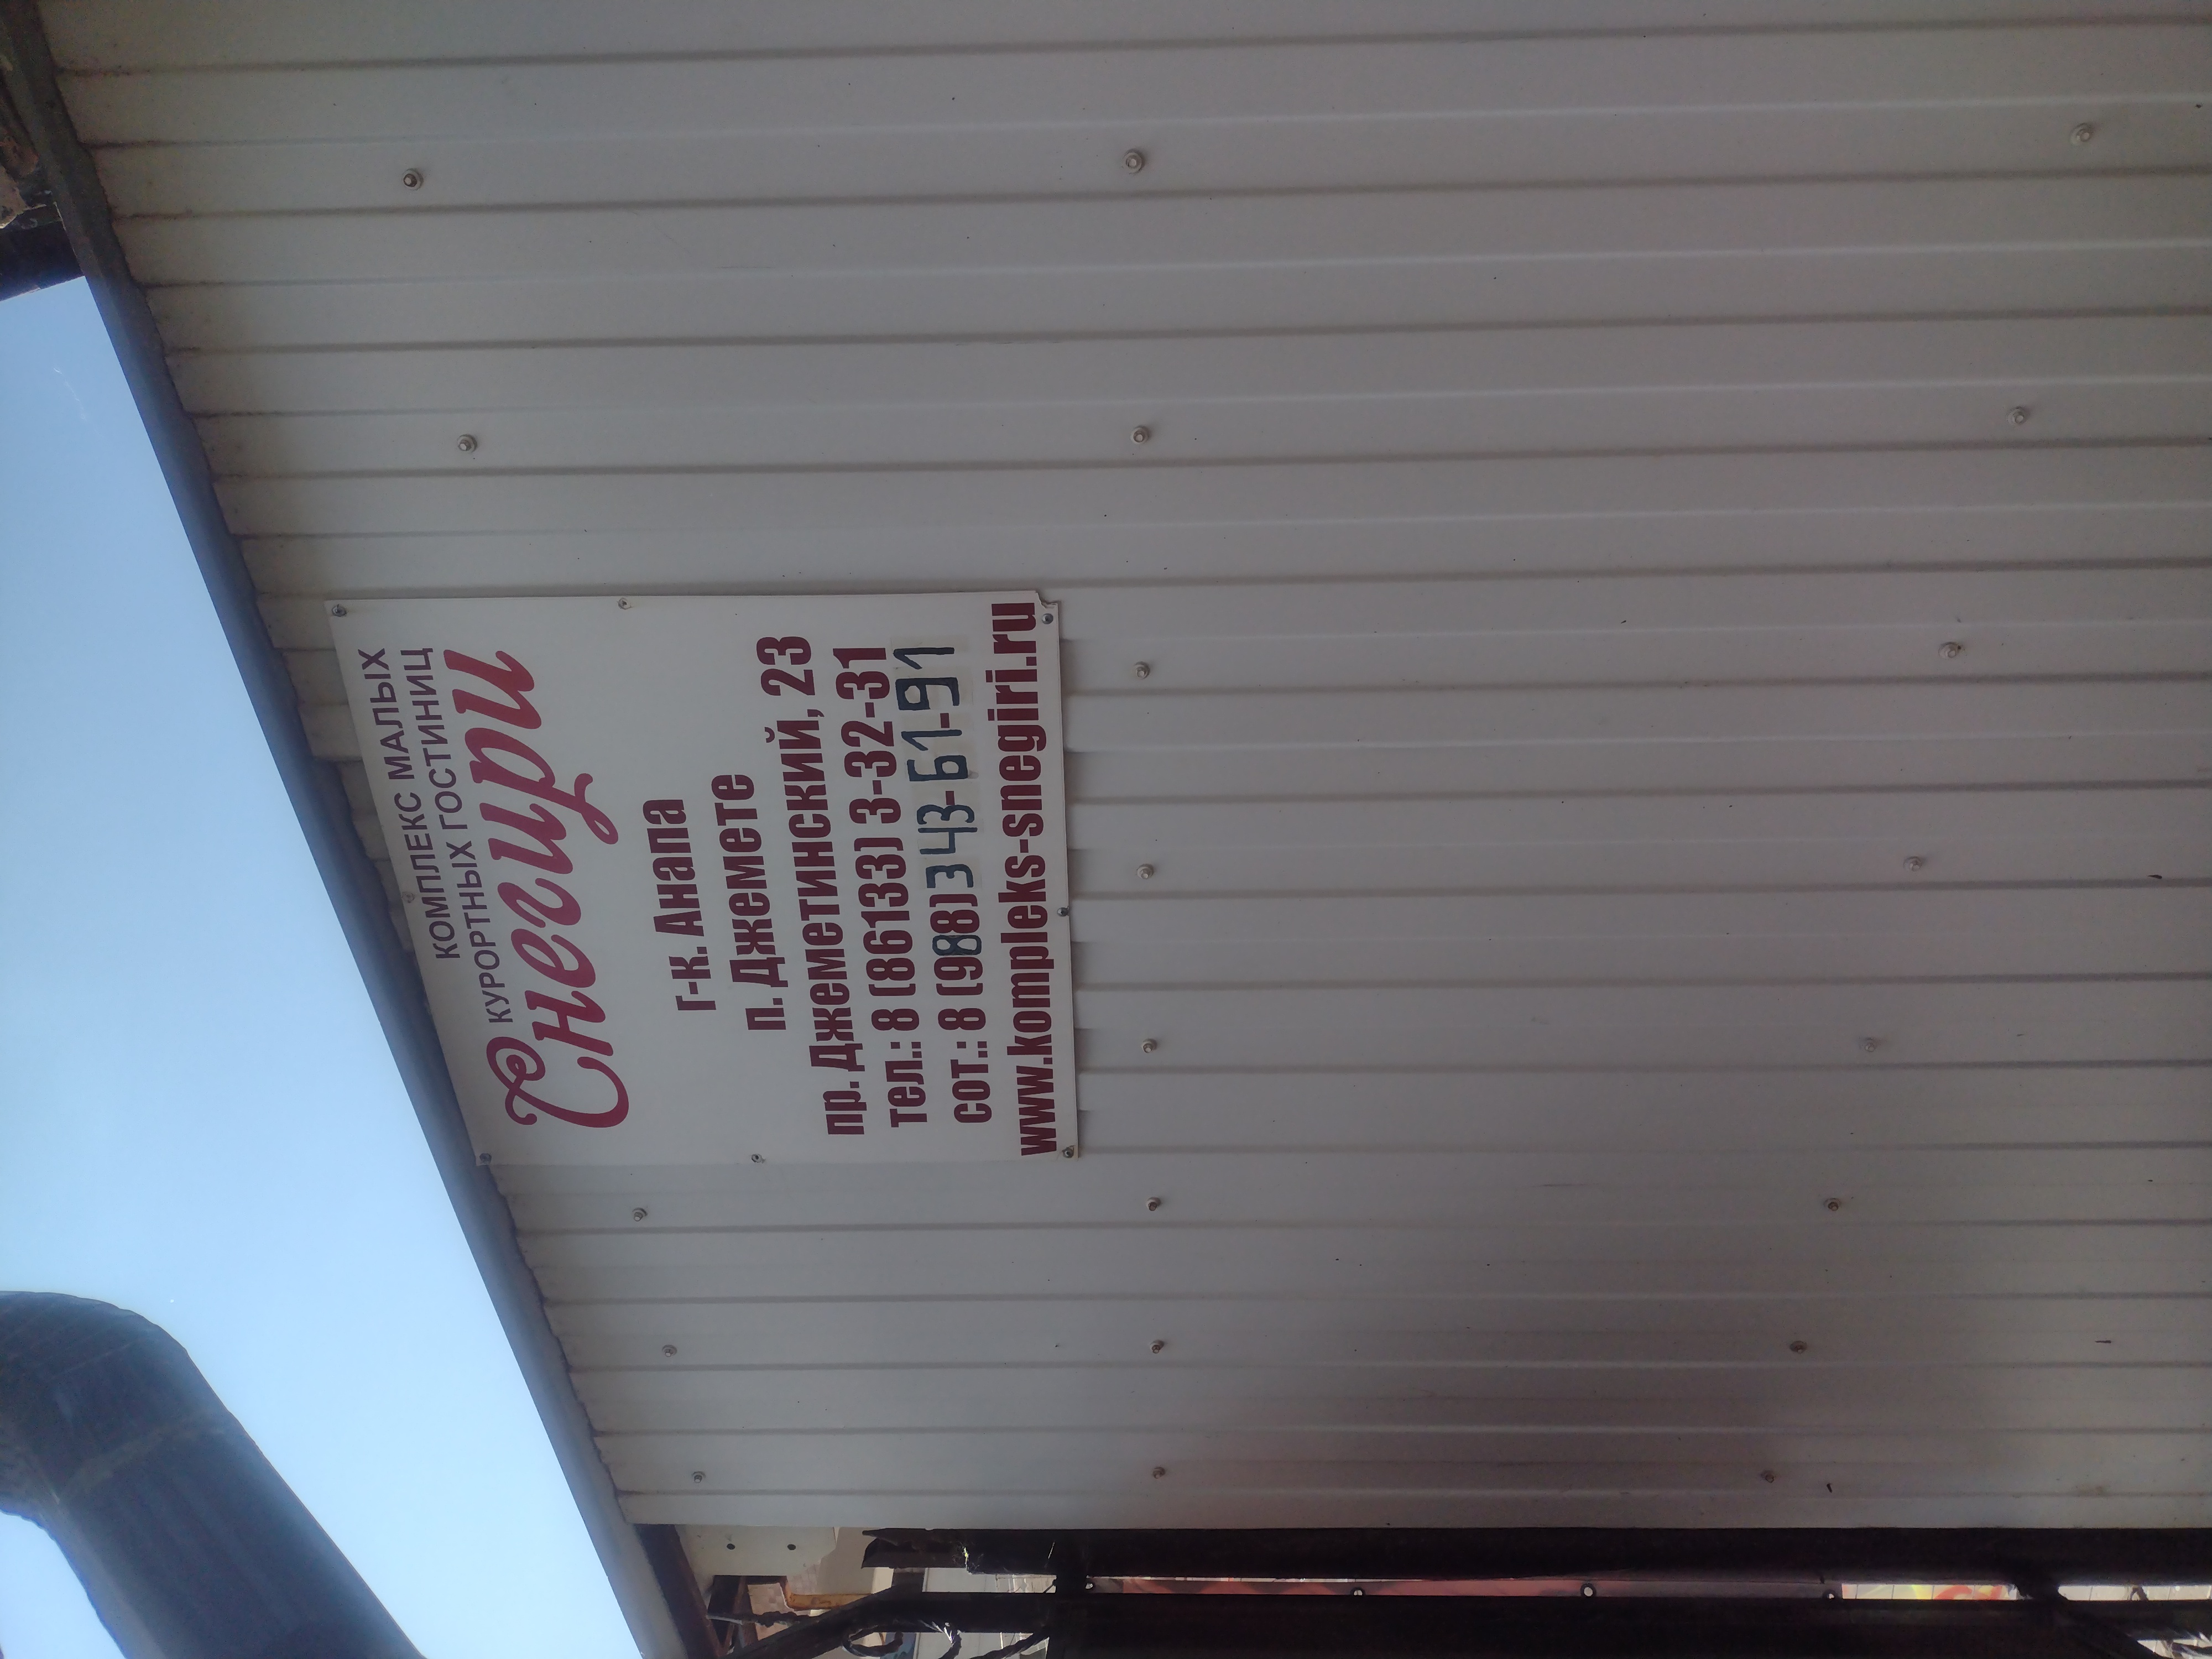 КОМПЛЕКС МАЛЫХ
КУРОРТНЫХ ГОСТИНИЦ
Снегири
г-к. Анапа
п. Джемете
пр. Джеметинский, 23
тел.: 8 (86133) 3-32-31
сот.: 8 (988) 343-61-91
www.kompleks-snegiri.ru